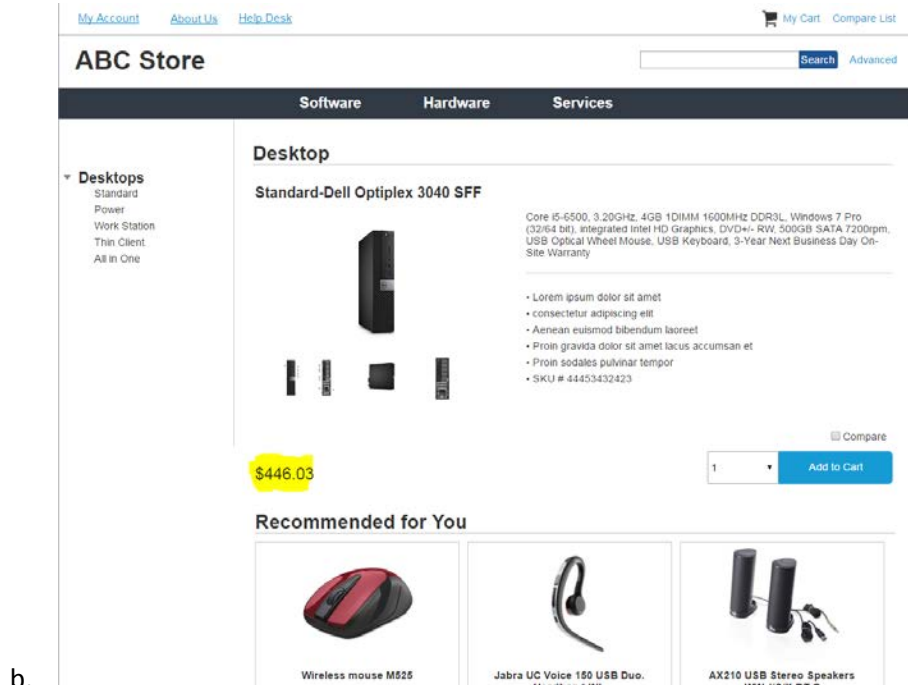 My Account About Us Help Desk
My Cart Compare List
ABC Store
Search Advanced
Software Hardware Services
Desktop
Desktops
Standard
Power
Work Station
Thin Client
All in One
Standard-Dell Optiplex 3040 SFF
Core i5-6500, 3.20GHz, 4GB 1DIMM 1600MHz DDR3L, Windows 7 Pro
(32/64 bit), integrated Intel HD Graphics, DVD+/- RW, 500GB SATA 7200rpm,
USB Optical Wheel Mouse, USB Keyboard, 3-Year Next Business Day On-
Site Warranty
• Lorem ipsum dolor sit amet
• consectetur adipiscing elit
• Aenean euismod bibendum laoreet
• Proin gravida dolor sit amet lacus accumsan et
• Proin sodales pulvinar tempor
• SKU # 44453432423
Compare
$446.03
1
Add to Cart
Recommended for You
Wireless mouse M525
Jabra UC Voice 150 USB Duo.
AX210 USB Stereo Speakers
b.